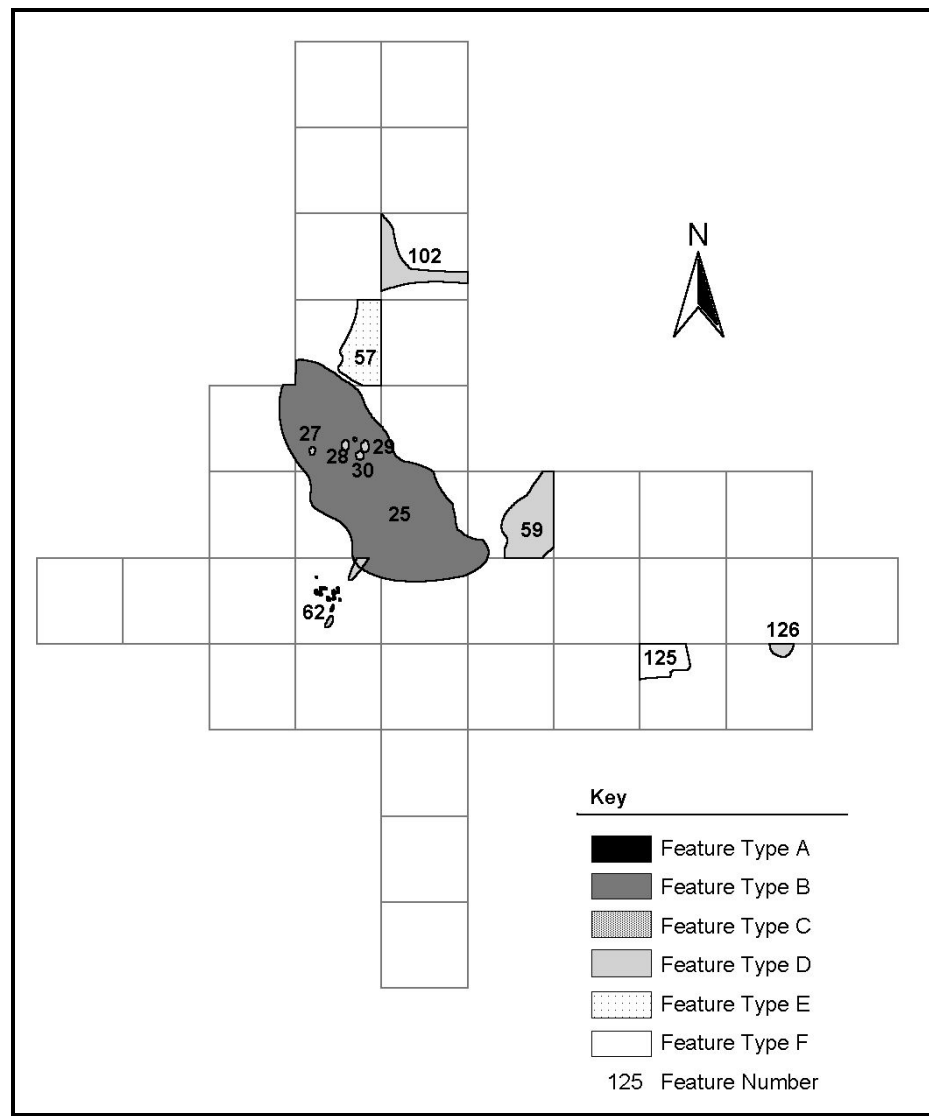 N
102
57
27
28
29
30
25
59
62
125
126
Key
Feature Type A
Feature Type B
Feature Type C
Feature Type D
Feature Type E
Feature Type F
125 Feature Number